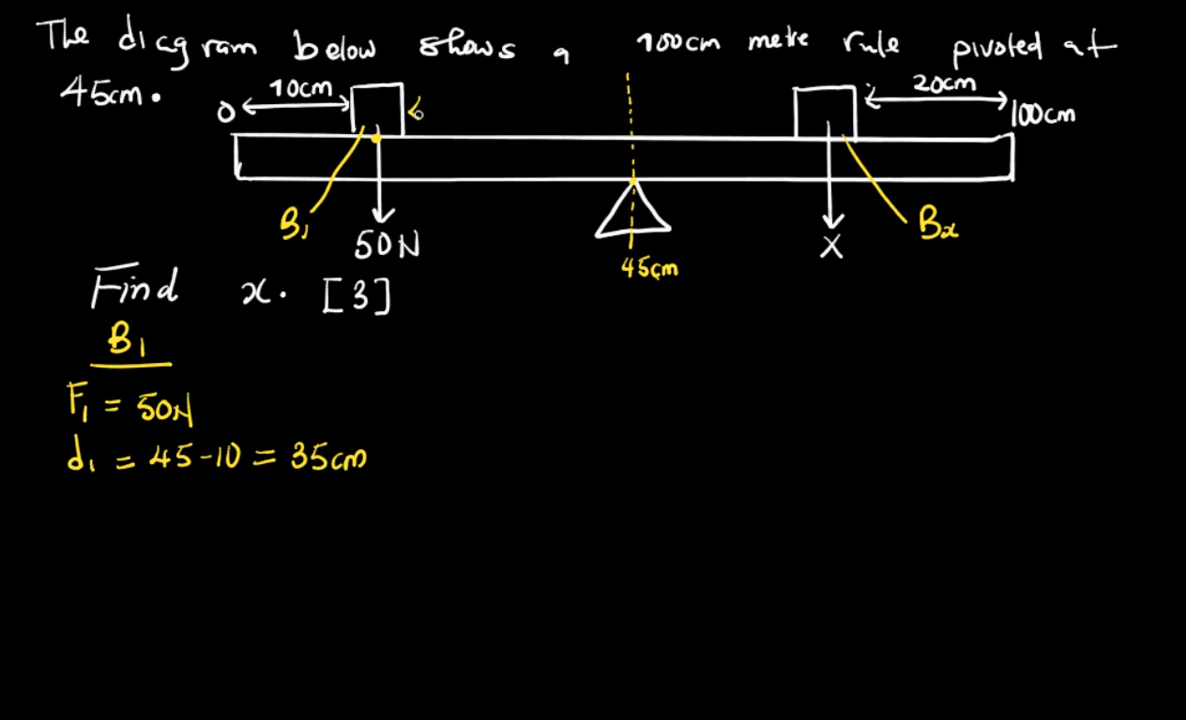 The diagram below shows a 100cm metre rule pivoted at
45cm.
0 10cm 20cm 100cm
B1 50N 45cm X Bx
Find x. [3]
B1
F1 = 50N
d1 = 45-10 = 35cm